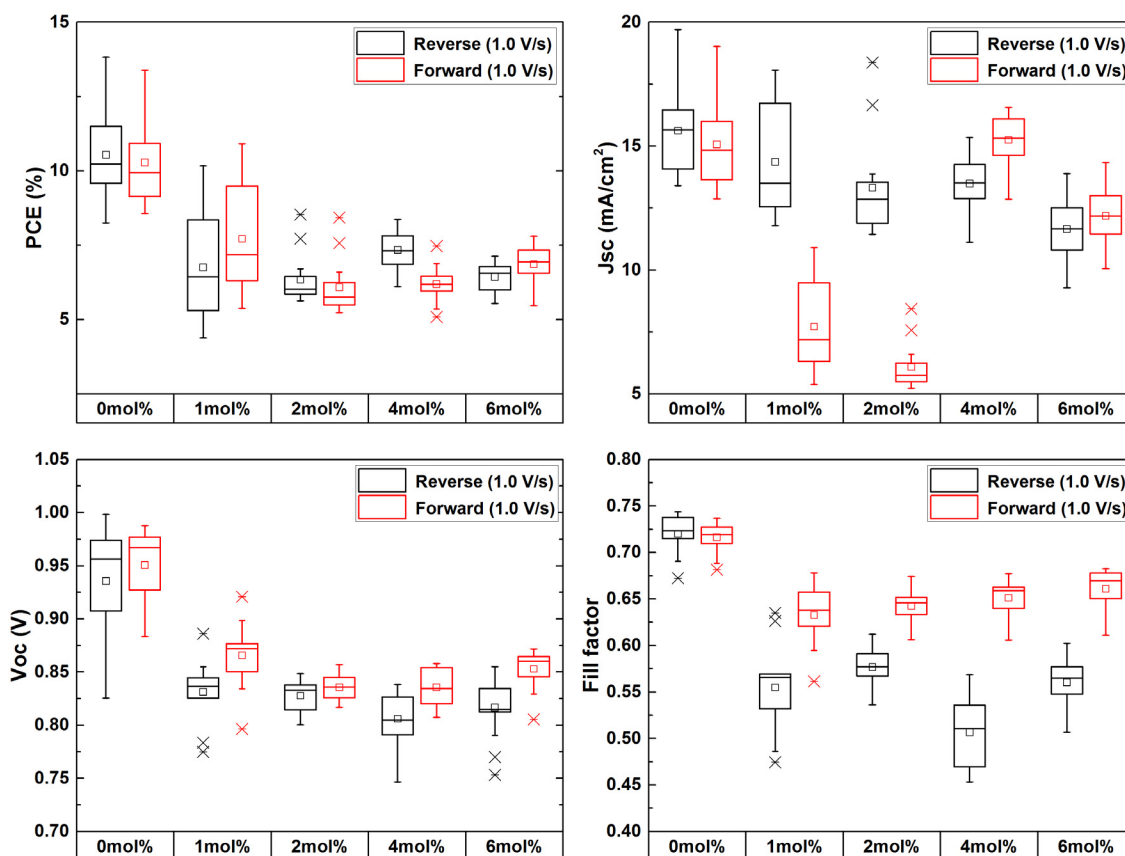 15
10
5
PCE (%)
Reverse (1.0 V/s)
Forward (1.0 V/s)
0mol% 1mol% 2mol% 4mol% 6mol%
20
15
10
5
Jsc (mA/cm²)
Reverse (1.0 V/s)
Forward (1.0 V/s)
0mol% 1mol% 2mol% 4mol% 6mol%
1.05
1.00
0.95
0.90
0.85
0.80
0.75
0.70
Voc (V)
Reverse (1.0 V/s)
Forward (1.0 V/s)
0mol% 1mol% 2mol% 4mol% 6mol%
0.80
0.75
0.70
0.65
0.60
0.55
0.50
0.45
0.40
Fill factor
Reverse (1.0 V/s)
Forward (1.0 V/s)
0mol% 1mol% 2mol% 4mol% 6mol%